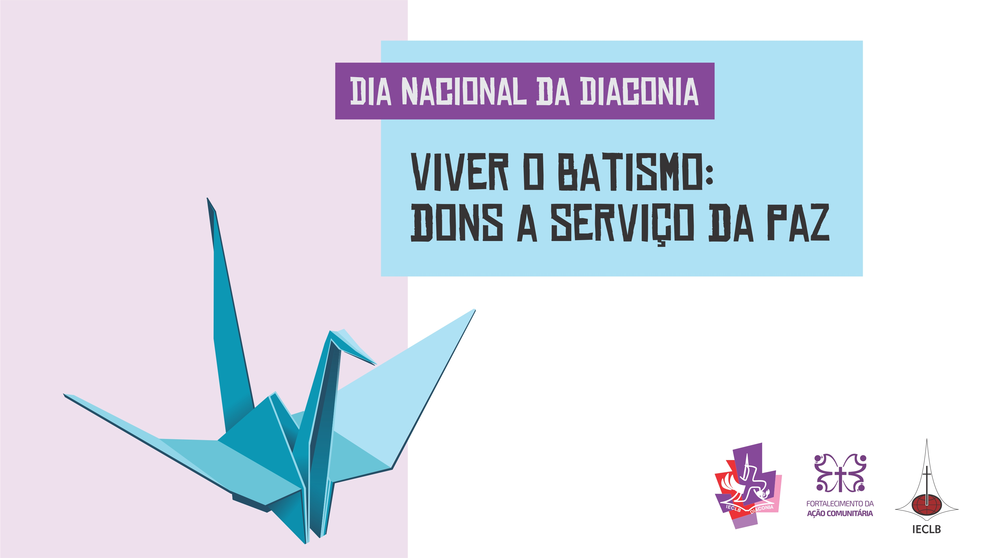 DIA NACIONAL DA DIACONIA
VIVER O BATISMO:
DONS A SERVIÇO DA PAZ
IECLB DIACONIA
FORTALECIMENTO DA
AÇÃO COMUNITÁRIA
IECLB